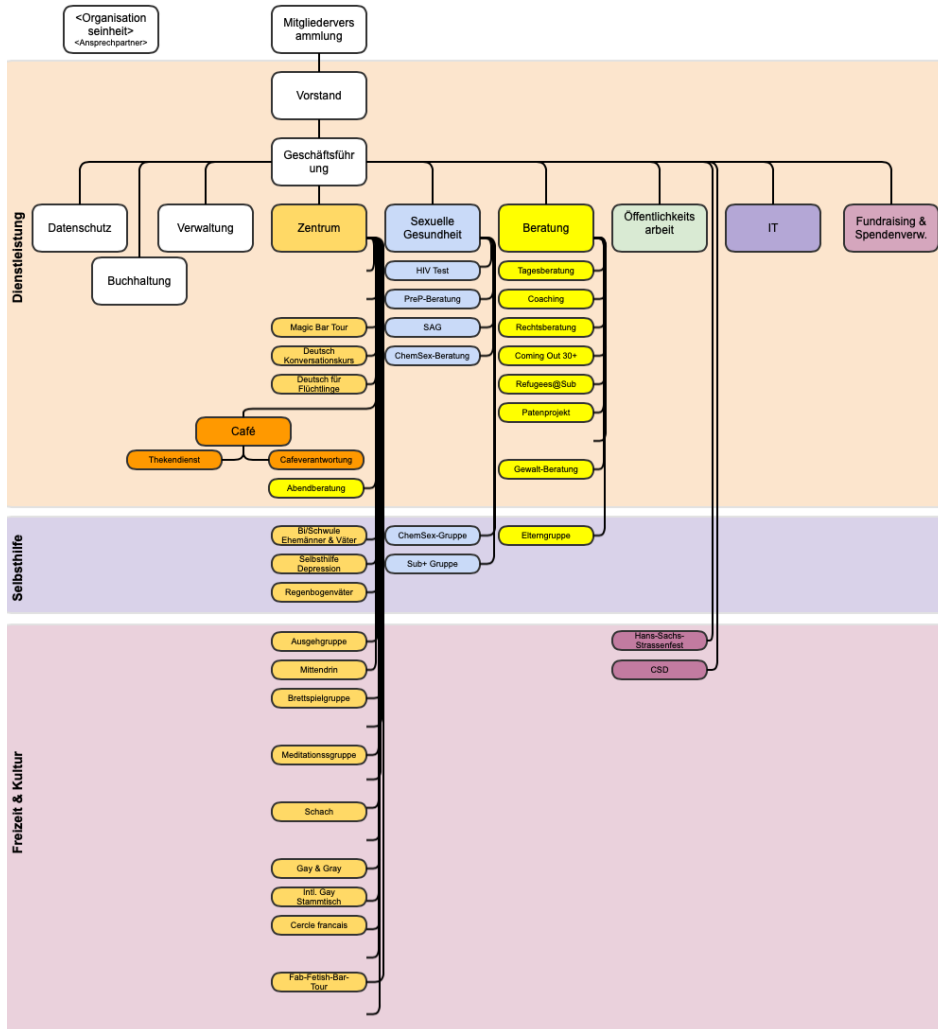 <Organisation
seinheit>
<Ansprechpartner>
Mitgliedervers
ammlung
Vorstand
Geschäftsführ
ung
Dienstleistung
Datenschutz
Buchhaltung
Verwaltung
Zentrum
Sexuelle
Gesundheit
Beratung
Öffentlichkeits
arbeit
IT
Fundraising &
Spendenverw.
HIV Test
Tagesberatung
PreP-Beratung
Coaching
Magic Bar Tour
SAG
Rechtsberatung
Deutsch
Konversationskurs
ChemSex-Beratung
Coming Out 30+
Deutsch für
Flüchtlinge
Refugees@Sub
Patenprojekt
Café
Thekendienst
Cafeverantwortung
Gewalt-Beratung
Abendberatung
Selbsthilfe
Bi/Schwule
Ehemänner & Väter
ChemSex-Gruppe
Elterngruppe
Selbsthilfe
Depression
Sub+ Gruppe
Regenbogenväter
Freizeit & Kultur
Ausgehgruppe
Hans-Sachs-
Strassenfest
Mittendrin
CSD
Brettspielgruppe
Meditationssgruppe
Schach
Gay & Gray
Intl. Gay
Stammtisch
Cercle francais
Fab-Fetish-Bar-
Tour